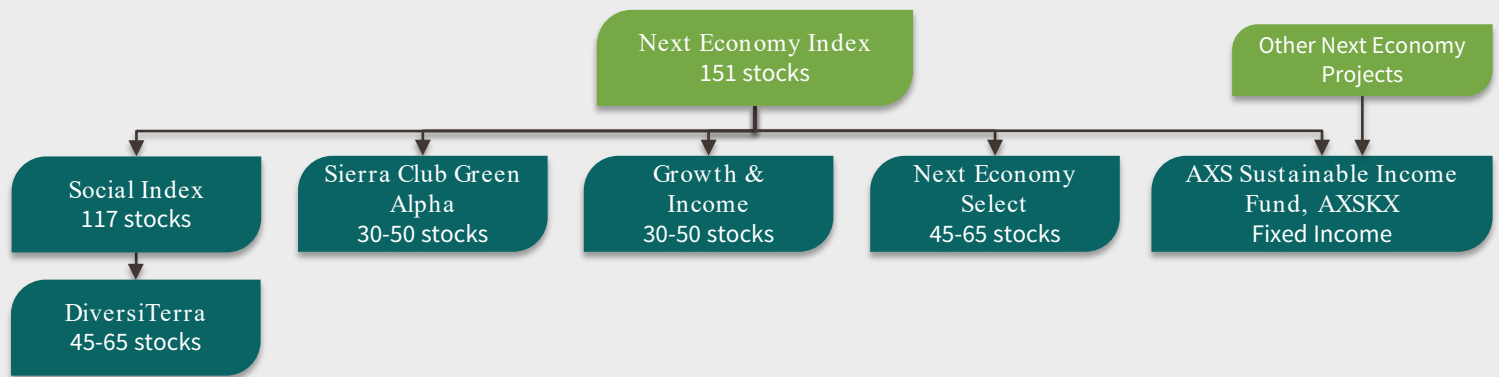 Next Economy Index
151 stocks
Other Next Economy
Projects
Social Index
117 stocks
Sierra Club Green
Alpha
30-50 stocks
Growth &
Income
30-50 stocks
Next Economy
Select
45-65 stocks
AXS Sustainable Income
Fund, AXSKX
Fixed Income
DiversiTerra
45-65 stocks